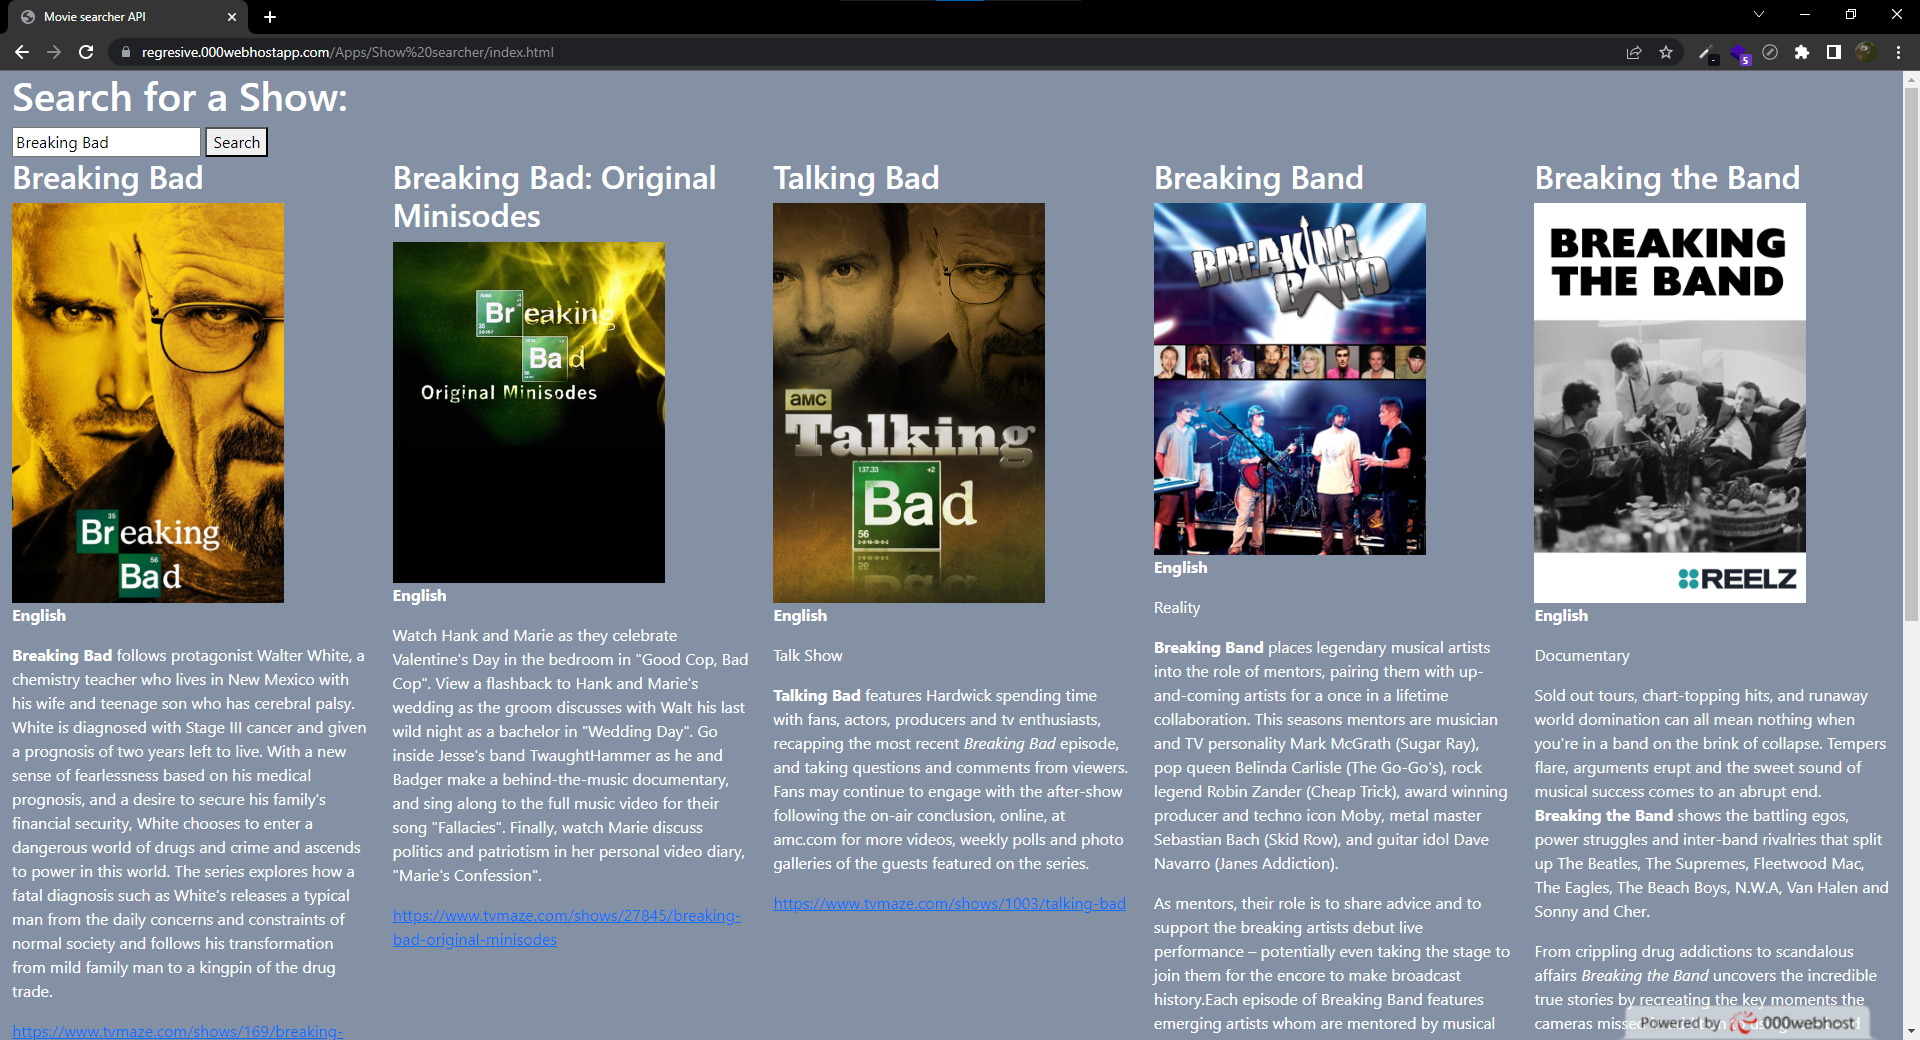 Movie searcher API
regresive.000webhostapp.com/Apps/Show%20searcher/index.html
5
Search for a Show:
Breaking Bad
Search
Breaking Bad
35
Breaking
56
Bad
English
Breaking Bad follows protagonist Walter White, a
chemistry teacher who lives in New Mexico with
his wife and teenage son who has cerebral palsy.
White is diagnosed with Stage III cancer and given
a prognosis of two years left to live. With a new
sense of fearlessness based on his medical
prognosis, and a desire to secure his family's
financial security, White chooses to enter a
dangerous world of drugs and crime and ascends
to power in this world. The series explores how a
fatal diagnosis such as White's releases a typical
man from the daily concerns and constraints of
normal society and follows his transformation
from mild family man to a kingpin of the drug
trade.
https://www.tvmaze.com/shows/169/breaking-
Breaking Bad: Original
Minisodes
Breaking
35
Bad
Original Minisodes
English
Watch Hank and Marie as they celebrate
Valentine's Day in the bedroom in "Good Cop, Bad
Cop". View a flashback to Hank and Marie's
wedding as the groom discusses with Walt his last
wild night as a bachelor in "Wedding Day". Go
inside Jesse's band TwaughtHammer as he and
Badger make a behind-the-music documentary,
and sing along to the full music video for their
song "Fallacies". Finally, watch Marie discuss
politics and patriotism in her personal video diary,
"Marie's Confession".
https://www.tvmaze.com/shows/27845/breaking-
bad-original-minisodes
Talking Bad
amc
Talking
137.33 +2
Bad
56
2-8-18-18-8-2
English
Talk Show
Talking Bad features Hardwick spending time
with fans, actors, producers and tv enthusiasts,
recapping the most recent Breaking Bad episode,
and taking questions and comments from viewers.
Fans may continue to engage with the after-show
following the on-air conclusion, online, at
amc.com for more videos, weekly polls and photo
galleries of the guests featured on the series.
https://www.tvmaze.com/shows/1003/talking-bad
Breaking Band
BREAKING
BAND
English
Reality
Breaking Band places legendary musical artists
into the role of mentors, pairing them with up-
and-coming artists for a once in a lifetime
collaboration. This seasons mentors are musician
and TV personality Mark McGrath (Sugar Ray),
pop queen Belinda Carlisle (The Go-Go's), rock
legend Robin Zander (Cheap Trick), award winning
producer and techno icon Moby, metal master
Sebastian Bach (Skid Row), and guitar idol Dave
Navarro (Janes Addiction).
As mentors, their role is to share advice and to
support the breaking artists debut live
performance – potentially even taking the stage to
join them for the encore to make broadcast
history.Each episode of Breaking Band features
emerging artists whom are mentored by musical
Breaking the Band
BREAKING
THE BAND
REELZ
English
Documentary
Sold out tours, chart-topping hits, and runaway
world domination can all mean nothing when
you're in a band on the brink of collapse. Tempers
flare, arguments erupt and the sweet sound of
musical success comes to an abrupt end.
Breaking the Band shows the battling egos,
power struggles and inter-band rivalries that split
up The Beatles, The Supremes, Fleetwood Mac,
The Eagles, The Beach Boys, N.W.A, Van Halen and
Sonny and Cher.
From crippling drug addictions to scandalous
affairs Breaking the Band uncovers the incredible
true stories by recreating the key moments the
cameras missed
Powered by 000webhost